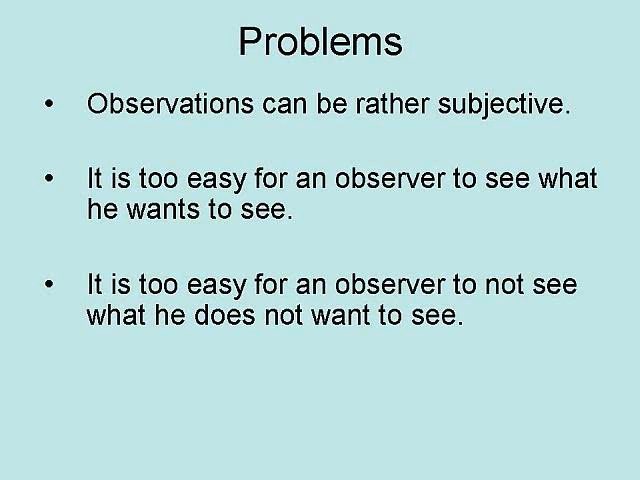 Problems
• Observations can be rather subjective.
• It is too easy for an observer to see what
he wants to see.
• It is too easy for an observer to not see
what he does not want to see.